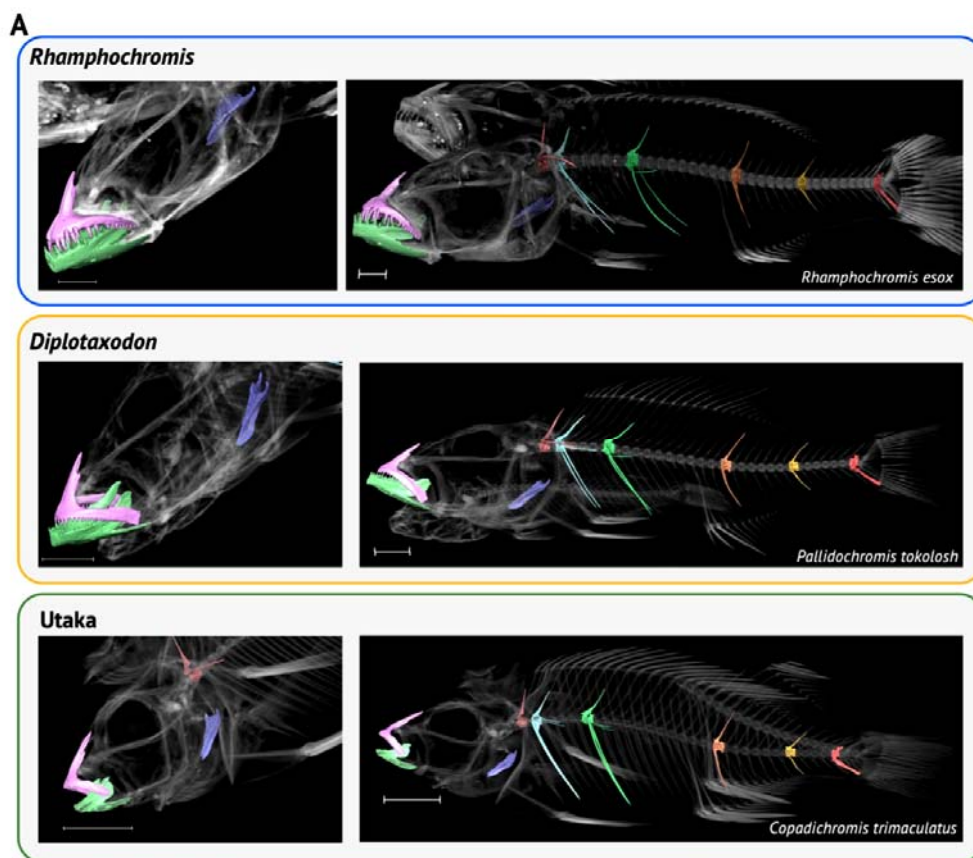 A
Rhamphochromis
Rhamphochromis esox
Diplotaxodon
Pallidochromis tokolosh
Utaka
Copadichromis trimaculatus